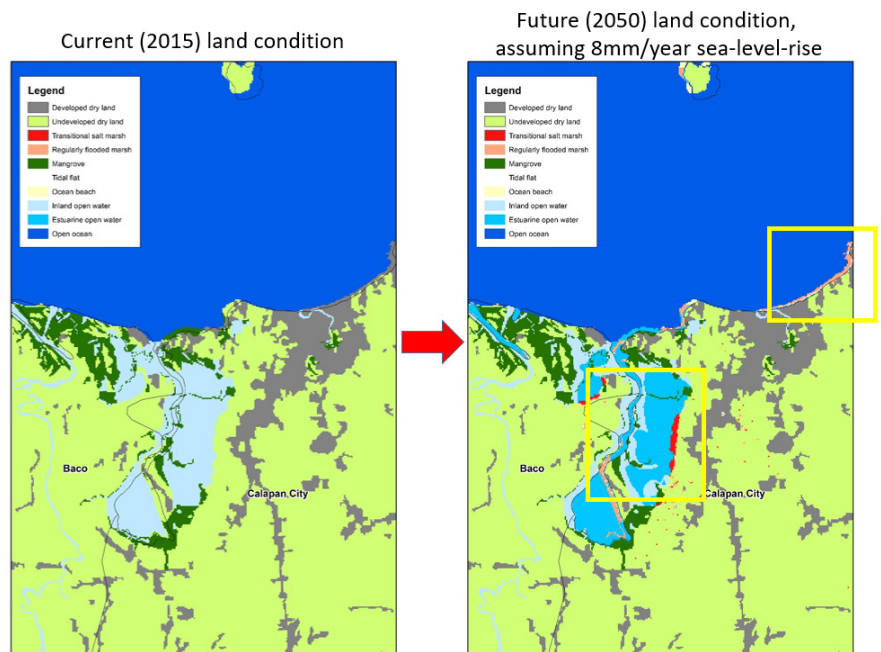 Current (2015) land condition
Future (2050) land condition,
assuming 8mm/year sea-level-rise
Legend
Developed dry land
Undeveloped dry land
Transitional salt marsh
Regularly flooded marsh
Mangrove
Tidal flat
Ocean beach
Inland open water
Estuarine open water
Open ocean
Baco
Calapan City
Legend
Developed dry land
Undeveloped dry land
Transitional salt marsh
Regularly flooded marsh
Mangrove
Tidal flat
Ocean beach
Inland open water
Estuarine open water
Open ocean
Baco
Calapan City